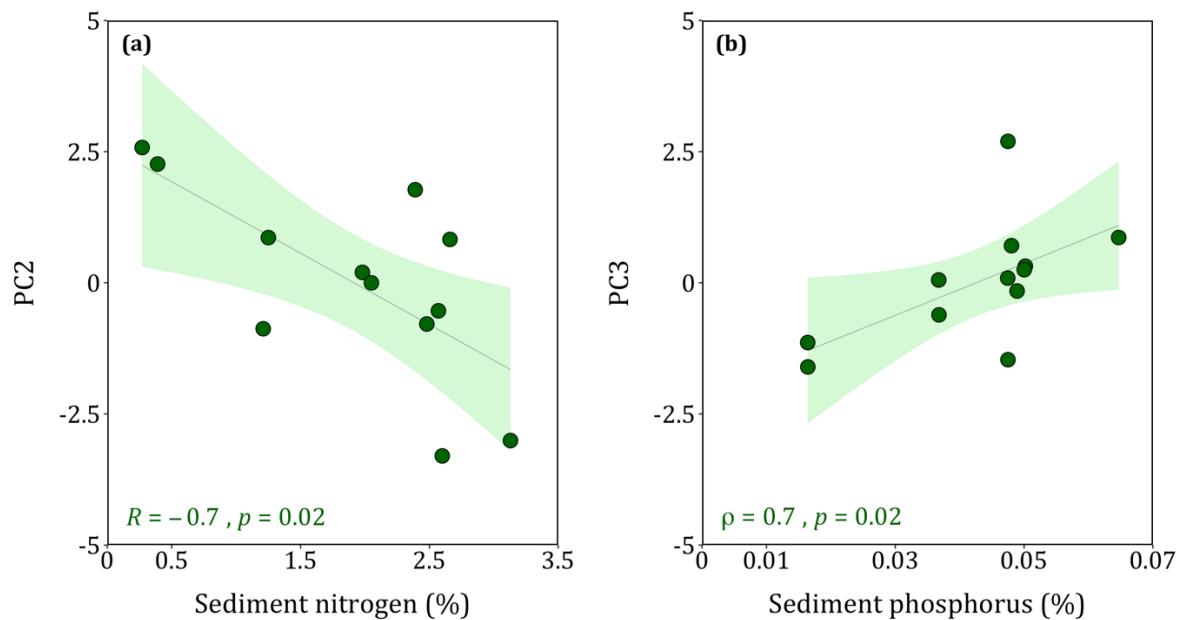 (a)
5
2.5
0
-2.5
-5
PC2
R = – 0.7 , p = 0.02
0 0.5 1.5 2.5 3.5
Sediment nitrogen (%)
(b)
5
2.5
0
-2.5
-5
PC3
ρ = 0.7 , p = 0.02
0 0.01 0.03 0.05 0.07
Sediment phosphorus (%)